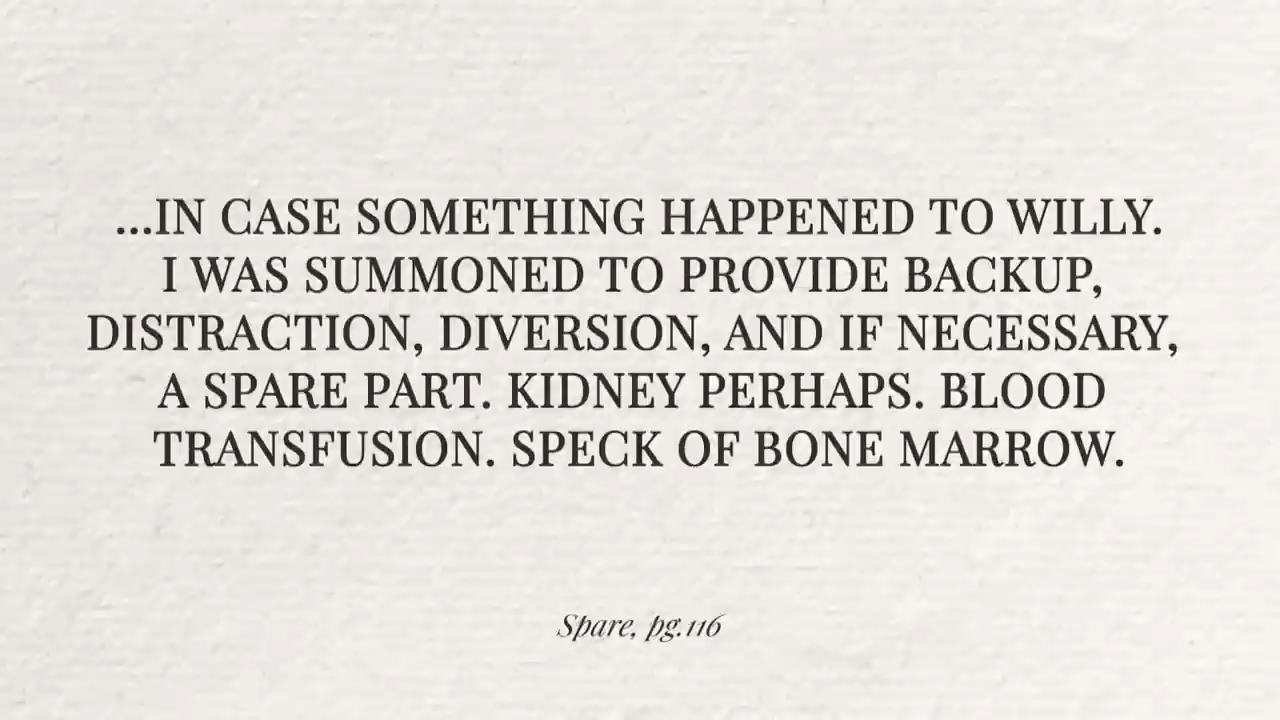 ...IN CASE SOMETHING HAPPENED TO WILLY.
I WAS SUMMONED TO PROVIDE BACKUP,
DISTRACTION, DIVERSION, AND IF NECESSARY,
A SPARE PART. KIDNEY PERHAPS. BLOOD
TRANSFUSION. SPECK OF BONE MARROW.
Spare, pg.116